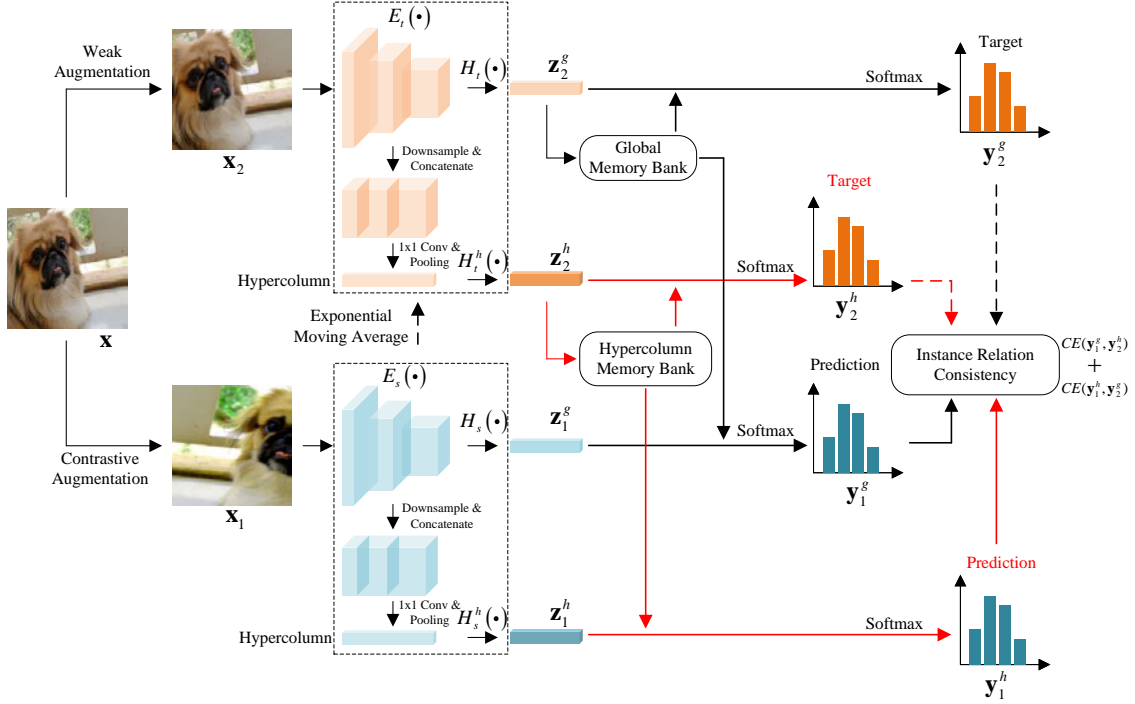 E_t(•)
Weak
Augmentation
H_t(•)
z_2^g
Softmax
Target
x_2
Downsample &
Concatenate
Global
Memory Bank
y_2^g
Target
1x1 Conv &
Pooling
H_t^h(•)
z_2^h
Hypercolumn
Softmax
y_2^h
x
Exponential
Moving Average
Hypercolumn
Memory Bank
Prediction
Instance Relation
Consistency
CE(y_1^g, y_2^h)
+
CE(y_1^h, y_2^g)
E_s(•)
H_s(•)
z_1^g
Softmax
Contrastive
Augmentation
x_1
y_1^g
Downsample &
Concatenate
Prediction
1x1 Conv &
Pooling
H_s^h(•)
z_1^h
Hypercolumn
Softmax
y_1^h